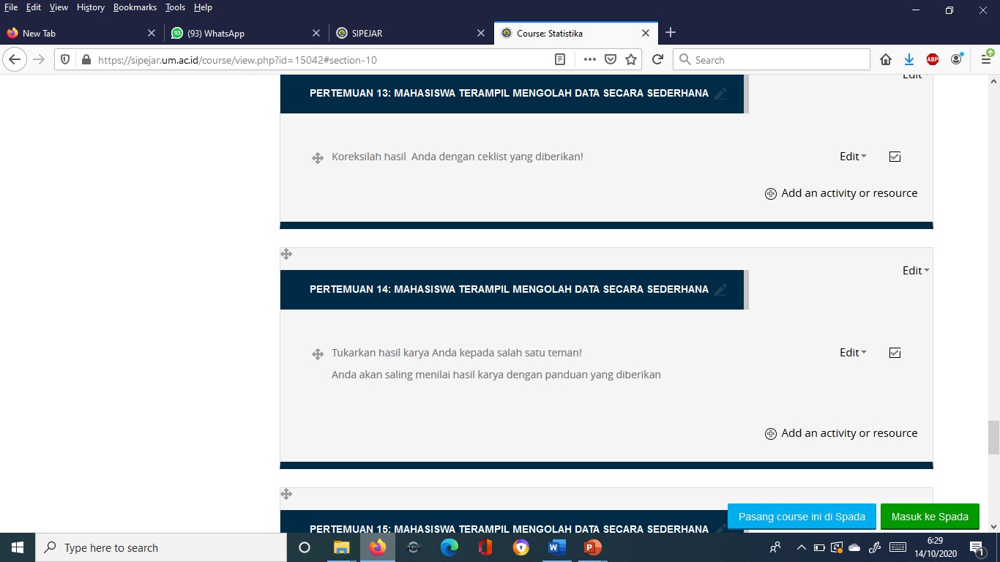 File Edit View History Bookmarks Tools Help
New Tab
(93) WhatsApp
SIPEJAR
Course: Statistika
https://sipejar.um.ac.id/course/view.php?id=15042#section-10
Search
ABP
Edit
PERTEMUAN 13: MAHASISWA TERAMPIL MENGOLAH DATA SECARA SEDERHANA
Koreksilah hasil Anda dengan ceklist yang diberikan!
Edit
Add an activity or resource
Edit
PERTEMUAN 14: MAHASISWA TERAMPIL MENGOLAH DATA SECARA SEDERHANA
Tukarkan hasil karya Anda kepada salah satu teman!
Edit
Anda akan saling menilai hasil karya dengan panduan yang diberikan
Add an activity or resource
PERTEMUAN 15: MAHASISWA TERAMPIL MENGOLAH DATA SECARA SEDERHANA
Pasang course ini di Spada
Masuk ke Spada
Type here to search
6:29
14/10/2020
1